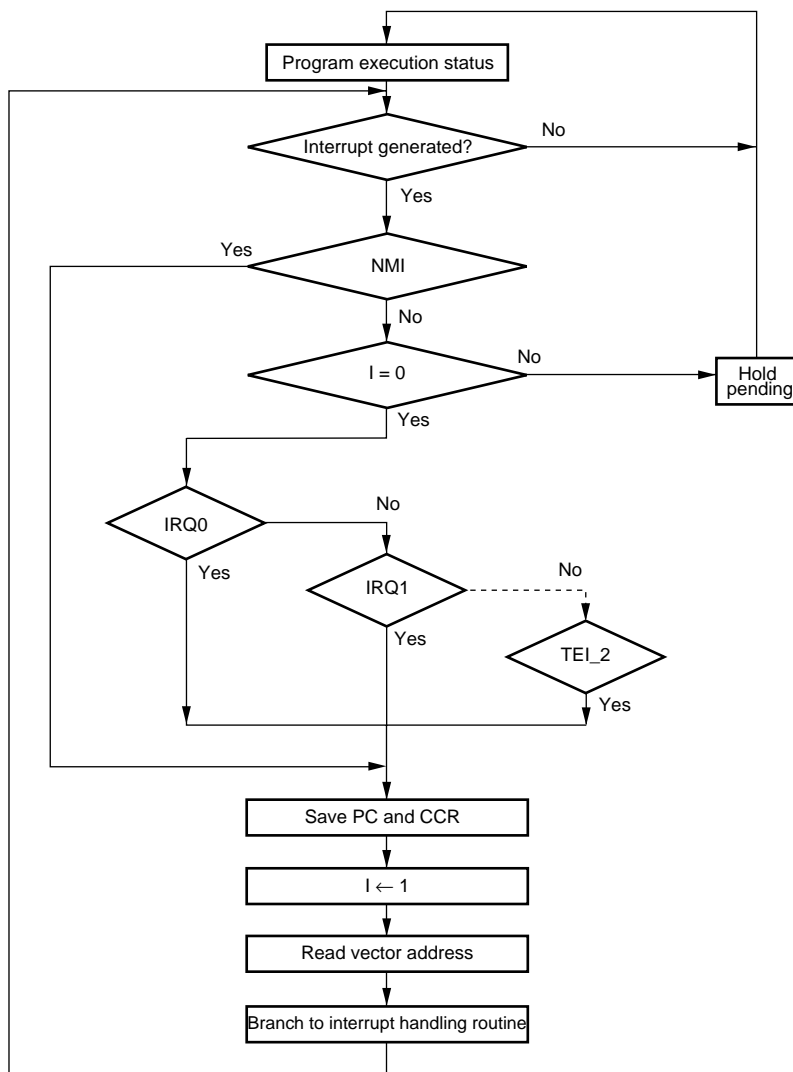 Program execution status
Interrupt generated?
No
Yes
Yes
NMI
No
I = 0
No
Hold
pending
Yes
IRQ0
No
Yes
IRQ1
No
Yes
TEI_2
Yes
Save PC and CCR
I ← 1
Read vector address
Branch to interrupt handling routine